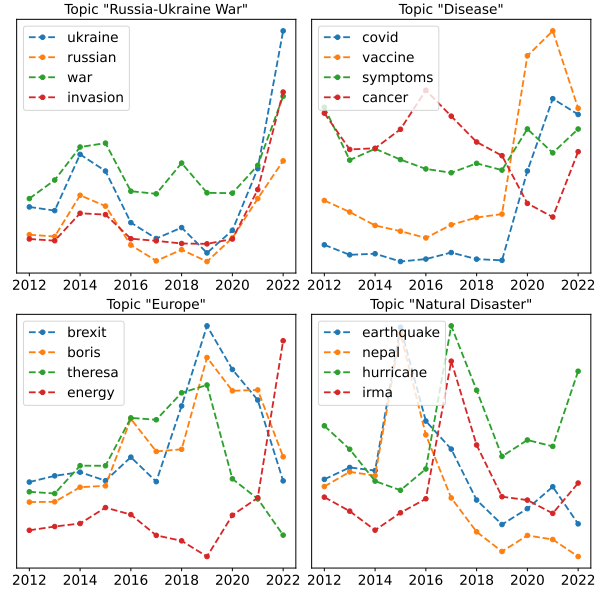 Topic "Russia-Ukraine War"
ukraine
russian
war
invasion
2012 2014 2016 2018 2020 2022
Topic "Disease"
covid
vaccine
symptoms
cancer
2012 2014 2016 2018 2020 2022
Topic "Europe"
brexit
boris
theresa
energy
2012 2014 2016 2018 2020 2022
Topic "Natural Disaster"
earthquake
nepal
hurricane
irma
2012 2014 2016 2018 2020 2022